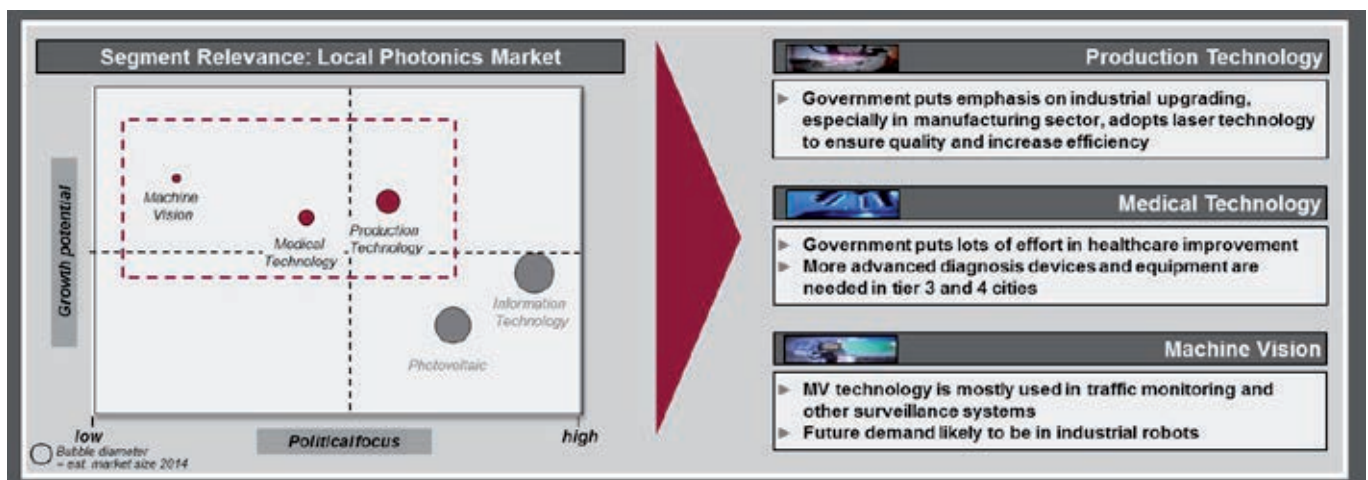 Segment Relevance: Local Photonics Market
Growth potential
Machine
Vision
Medical
Technology
Production
Technology
Information
Technology
Photovoltaic
low
Political focus
high
Bubble diameter
– est. market size 2014
Production Technology
Government puts emphasis on industrial upgrading,
especially in manufacturing sector, adopts laser technology
to ensure quality and increase efficiency
Medical Technology
Government puts lots of effort in healthcare improvement
More advanced diagnosis devices and equipment are
needed in tier 3 and 4 cities
Machine Vision
MV technology is mostly used in traffic monitoring and
other surveillance systems
Future demand likely to be in industrial robots